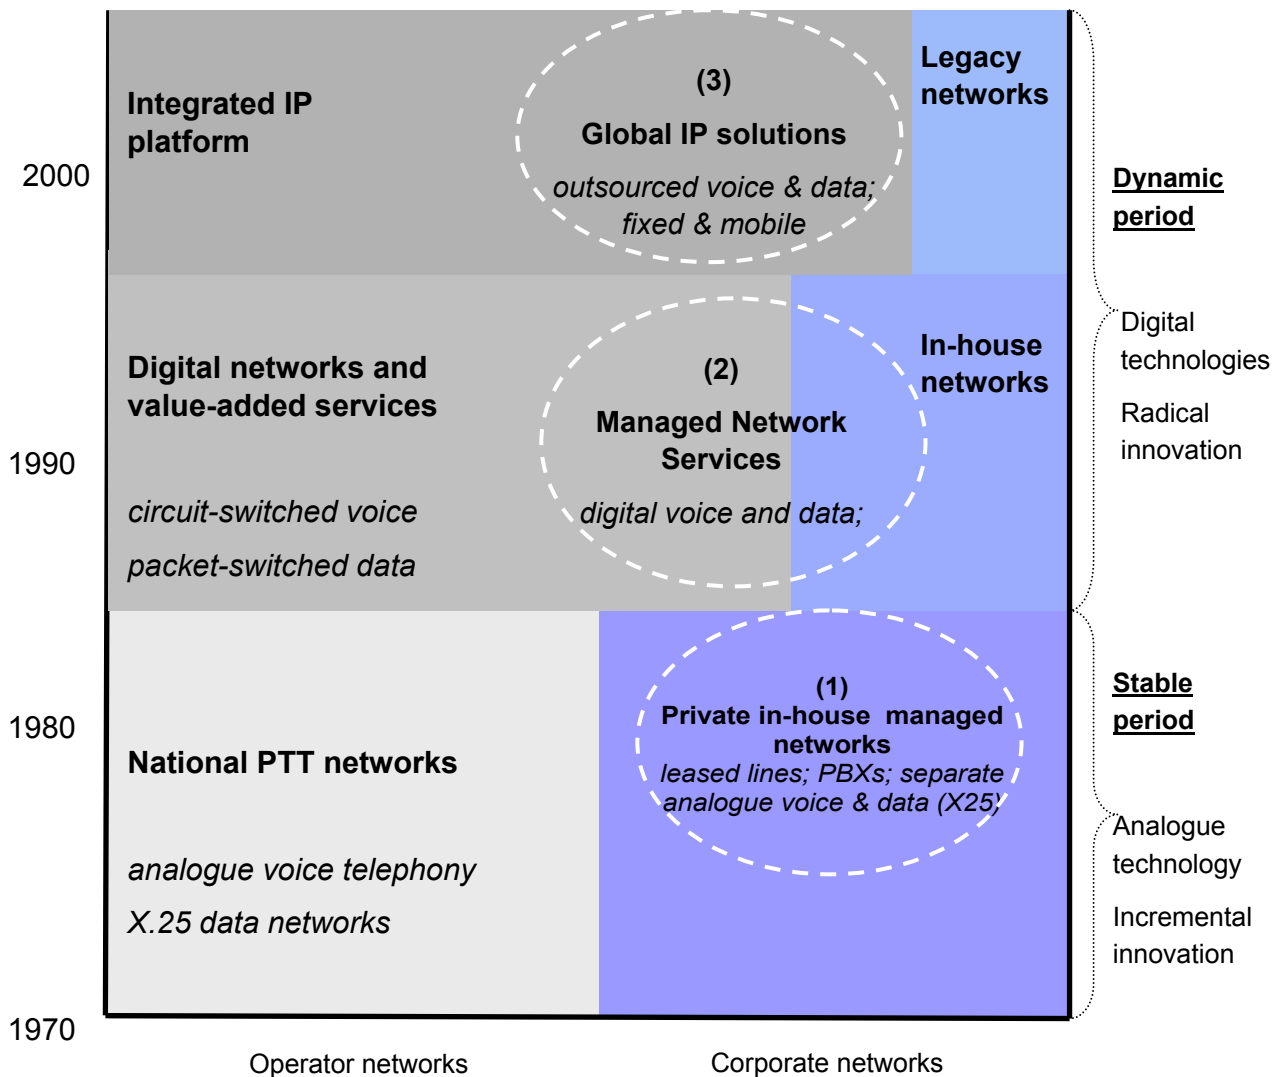 2000
1990
1980
1970
Integrated IP
platform
(3)
Global IP solutions
outsourced voice & data;
fixed & mobile
Legacy
networks
Digital networks and
value-added services
circuit-switched voice
packet-switched data
(2)
Managed Network
Services
digital voice and data;
In-house
networks
National PTT networks
analogue voice telephony
X.25 data networks
(1)
Private in-house managed
networks
leased lines; PBXs; separate
analogue voice & data (X25)
Dynamic
period
Digital
technologies
Radical
innovation
Stable
period
Analogue
technology
Incremental
innovation
Operator networks
Corporate networks